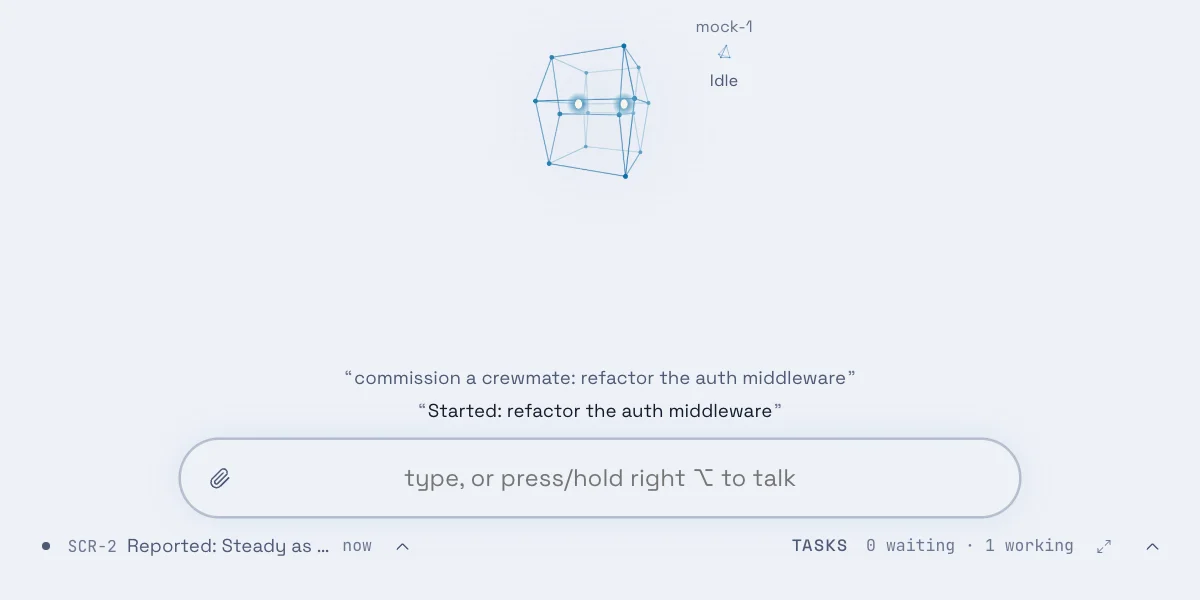 mock-1
Idle
“commission a crewmate: refactor the auth middleware”
“Started: refactor the auth middleware”
type, or press/hold right ⌥ to talk
SCR-2 Reported: Steady as … now
TASKS 0 waiting · 1 working